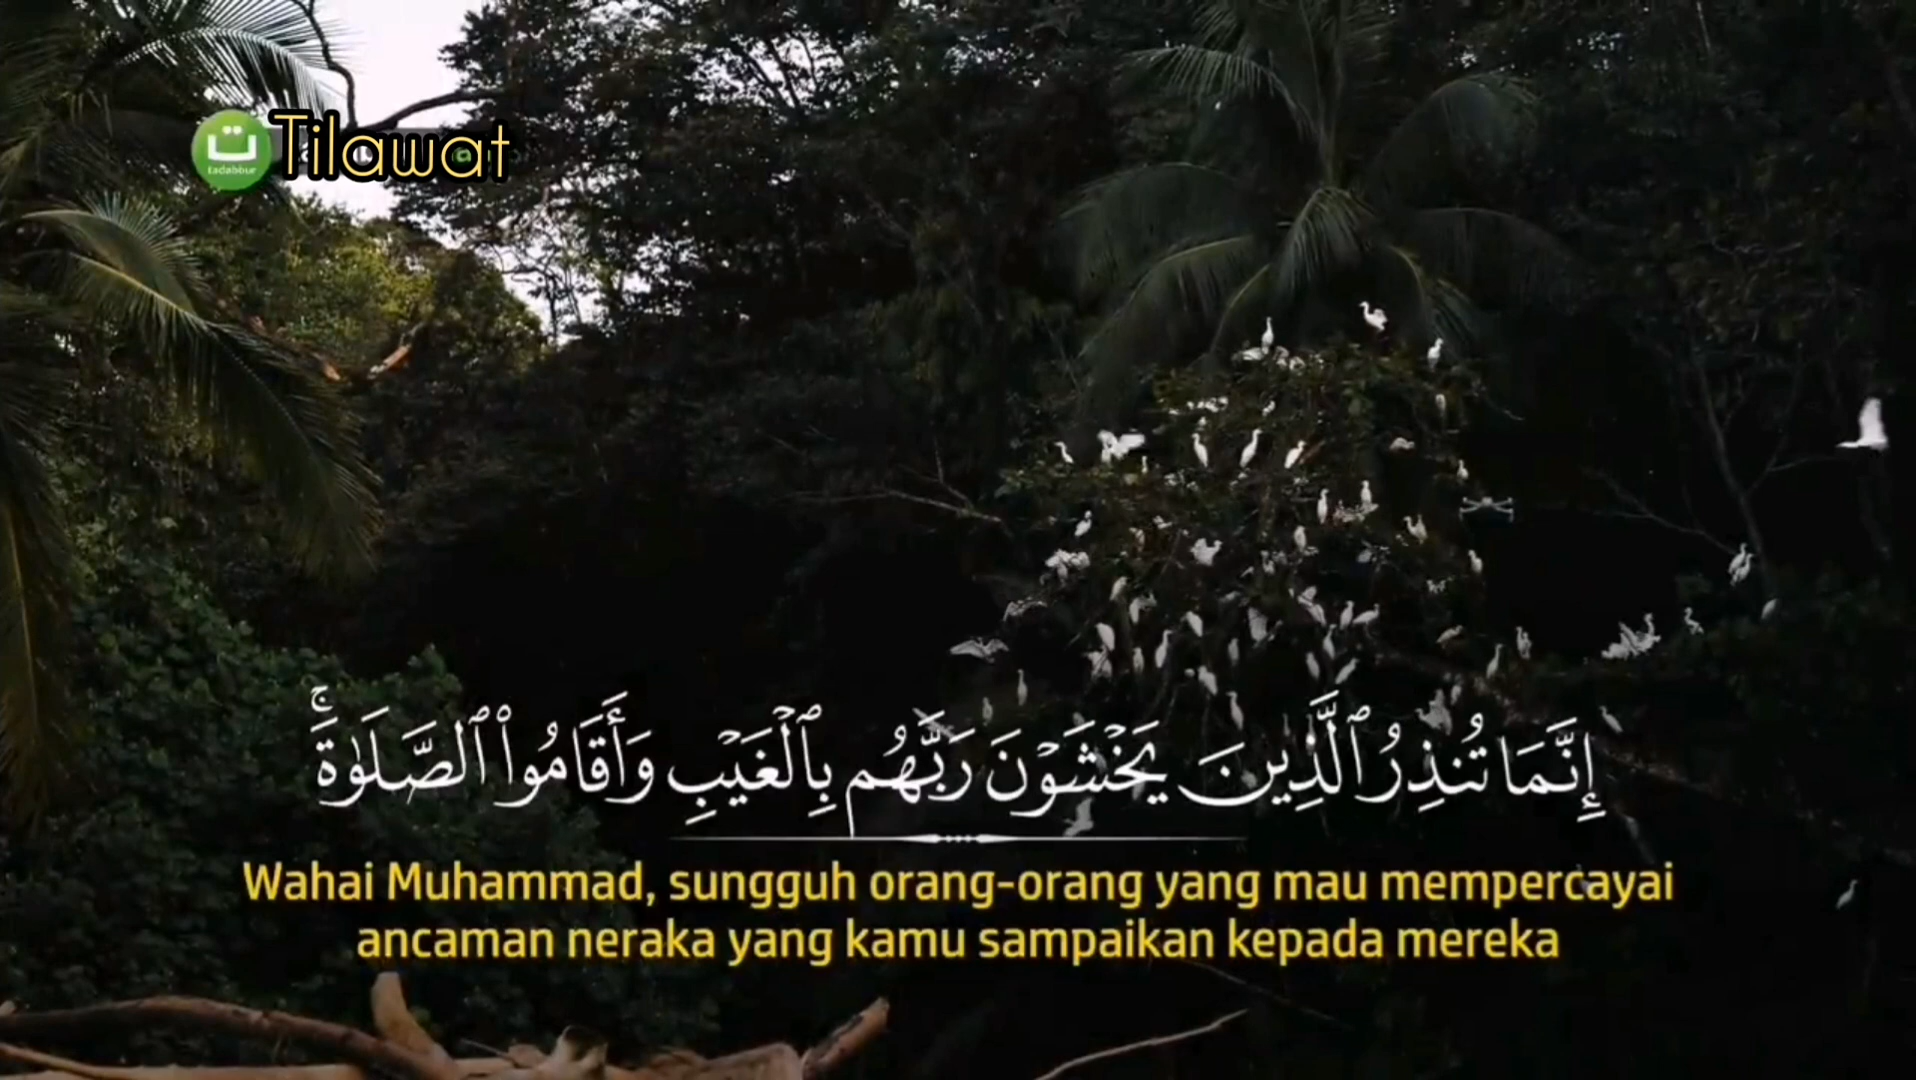 Tilawat
ت
tadabbur
إِنَّمَا تُنذِرُ ٱلَّذِينَ يَخْشَوْنَ رَبَّهُم بِٱلْغَيْبِ وَأَقَامُوا۟ ٱلصَّلَوٰةَ ۚ
Wahai Muhammad, sungguh orang-orang yang mau mempercayai
ancaman neraka yang kamu sampaikan kepada mereka